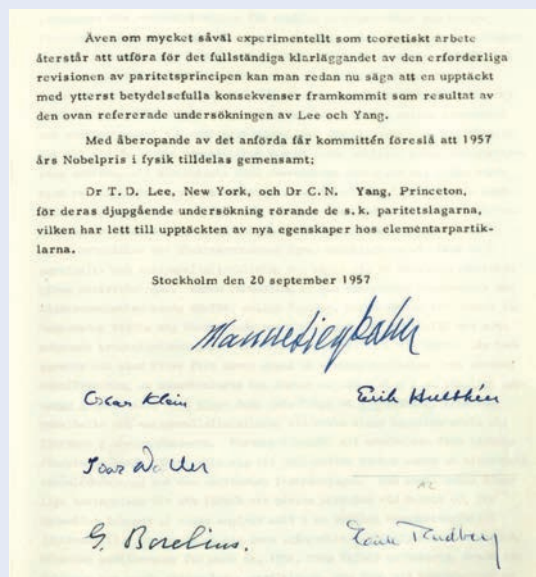 Även om mycket såväl experimentellt som teoretiskt arbete
återstår att utföra för det fullständiga klarläggandet av den erforderliga
revisionen av paritetsprincipen kan man redan nu säga att en upptäckt
med ytterst betydelsefulla konsekvenser framkommit som resultat av
den ovan refererade undersökningen av Lee och Yang.
Med åberopande av det anförda får kommittén föreslå att 1957
års Nobelpris i fysik tilldelas gemensamt;
Dr T.D. Lee, New York, och Dr C.N. Yang, Princeton,
för deras djupgående undersökning rörande de s.k. paritetslagarna,
vilken har lett till upptäckten av nya egenskaper hos elementarpartik-
larna.
Stockholm den 20 september 1957
Manne Siegbahn
Oscar Klein Erik Hulthén
Ivar Waller
G. Borelius. Erik Rudberg